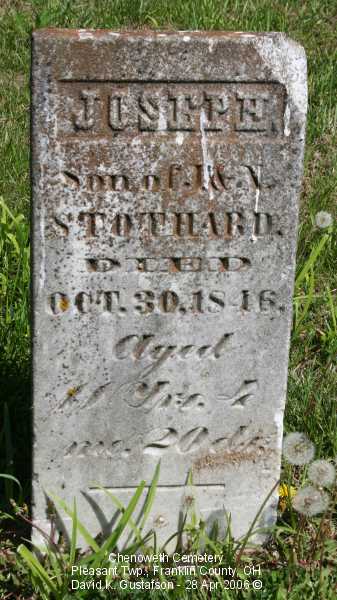 JOSEPH
Son of J. & N.
STOTHARD.
DIED
OCT. 30, 1846.
Aged
11 Yrs. 4
mo. 20 ds.
Chenoweth Cemetery
Pleasant Twp., Franklin County, OH
David K. Gustafson - 28 Apr 2006 ©